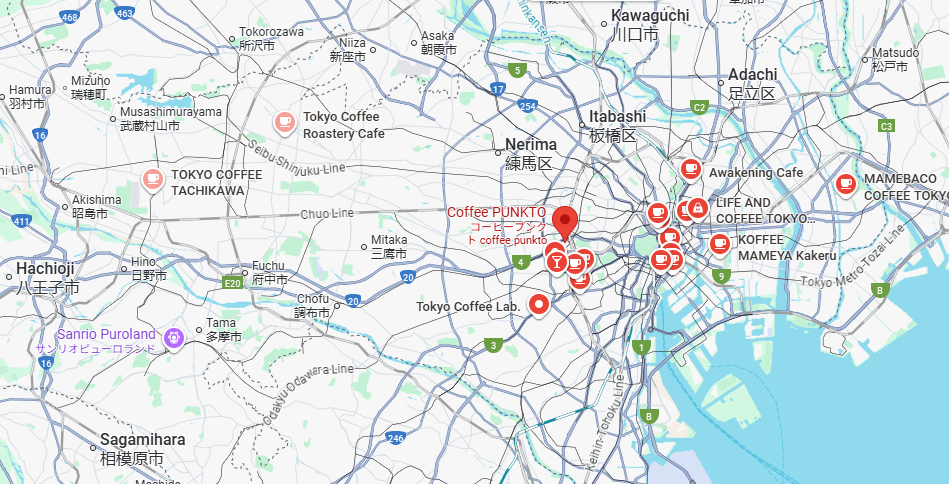 468
463
Kawaguchi
川口市
Tokorozawa
所沢市
Niiza
新座市
Asaka
朝霞市
Matsudo
松戸市
Mizuho
瑞穂町
5
Adachi
足立区
Hamura
羽村市
17
254
C2
Musashimurayama
武蔵村山市
Itabashi
板橋区
C3
16
Tokyo Coffee
Roastery Cafe
Nerima
練馬区
Seibu-Shinjuku-Line
Awakening Cafe
TOKYO COFFEE
TACHIKAWA
MAMEBACO
COFFEE TOKYO
Akishima
昭島市
Chuo Line
Coffee PUNKTO
コーヒープンク
ト coffee punkto
LIFE AND
COFFEE TOKYO...
411
Mitaka
三鷹市
KOFFEE
MAMEYA Kakeru
Hachioji
八王子市
Hino
日野市
Fuchu
府中市
4
20
9
E20
Tokyo-Metro-Tozai-Line
B
Chofu
調布市
20
Tokyo Coffee Lab.
Tama
多摩市
Sanrio Puroland
サンリオピューロランド
3
1
16
Odakyu Odawara-Line
Keihin-Tohoku Line
B
246
Sagamihara
相模原市